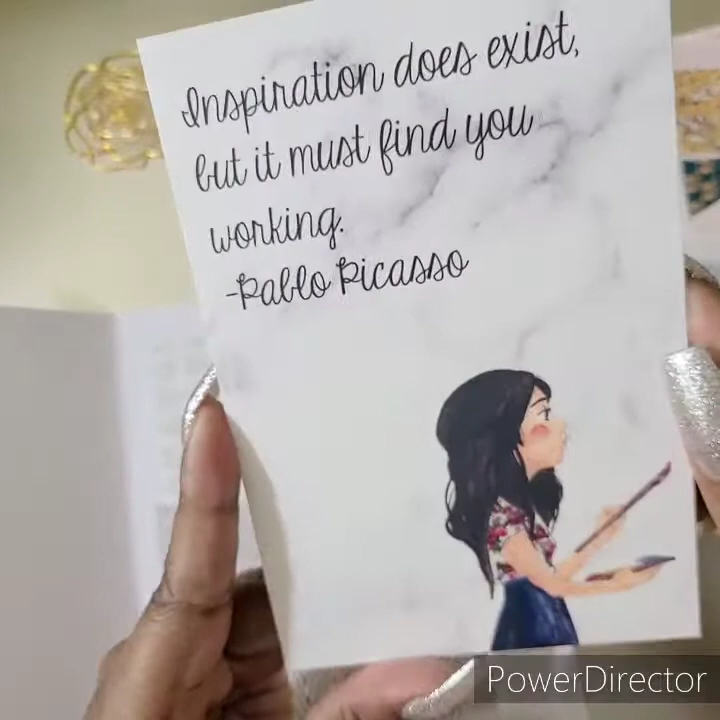 Inspiration does exist,
but it must find you
working.
-Pablo Picasso
PowerDirector